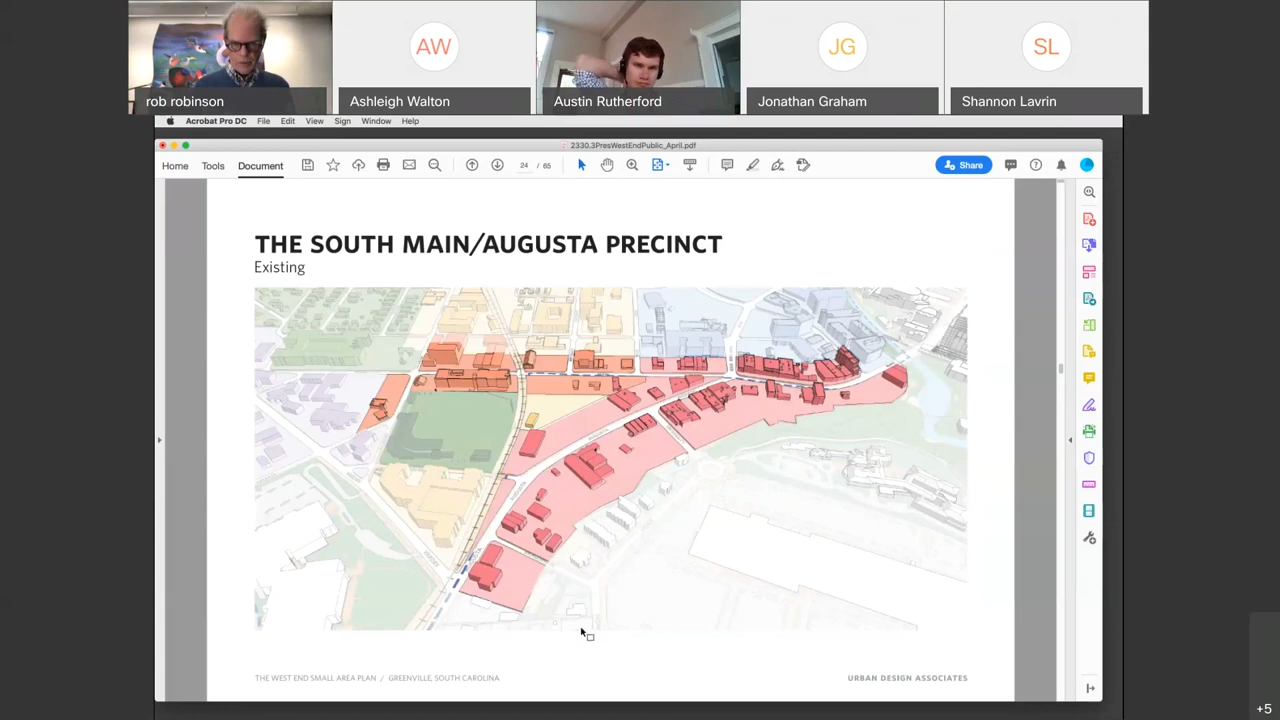 AW
JG
SL
rob robinson
Ashleigh Walton
Austin Rutherford
Jonathan Graham
Shannon Lavrin
Acrobat Pro DC File Edit View Sign Window Help
2330.3PresWestEndPublic_April.pdf
Home Tools Document
24 / 65
Share
THE SOUTH MAIN/AUGUSTA PRECINCT
Existing
AUGUSTA
THE WEST END SMALL AREA PLAN / GREENVILLE, SOUTH CAROLINA
URBAN DESIGN ASSOCIATES
+5